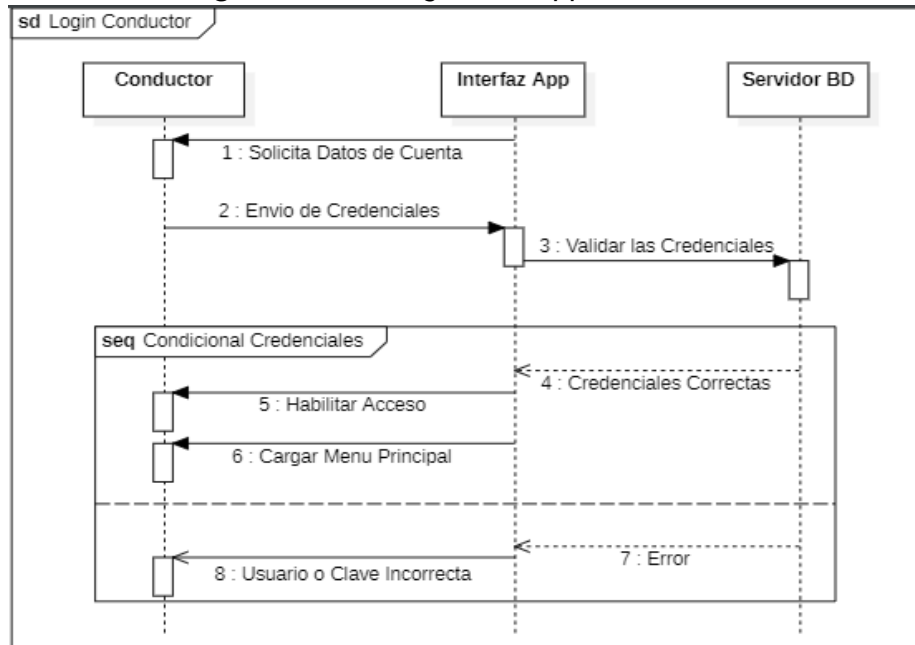 sd Login Conductor
Conductor
Interfaz App
Servidor BD
1 : Solicita Datos de Cuenta
2 : Envio de Credenciales
3 : Validar las Credenciales
seq Condicional Credenciales
4 : Credenciales Correctas
5 : Habilitar Acceso
6 : Cargar Menu Principal
7 : Error
8 : Usuario o Clave Incorrecta